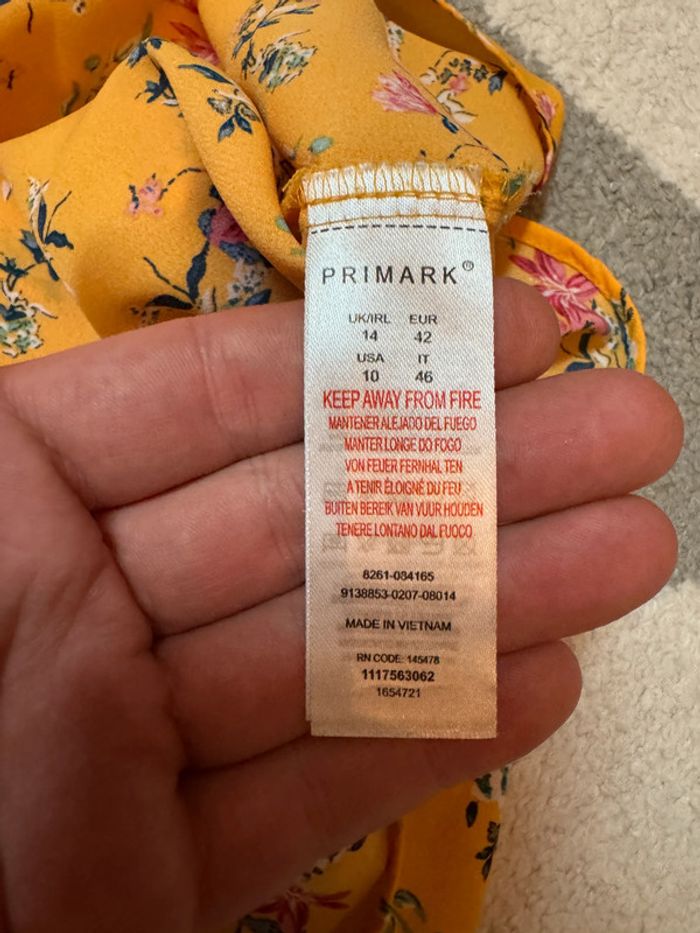 PRIMARK®
UK/IRL EUR
14 42
USA IT
10 46
KEEP AWAY FROM FIRE
MANTENER ALEJADO DEL FUEGO
MANTER LONGE DO FOGO
VON FEUER FERNHALTEN
A TENIR ÉLOIGNÉ DU FEU
BUITEN BEREIK VAN VUUR HOUDEN
TENERE LONTANO DAL FUOCO
8261-084165
9138853-0207-08014
MADE IN VIETNAM
RN CODE: 145478
1117563062
1654721